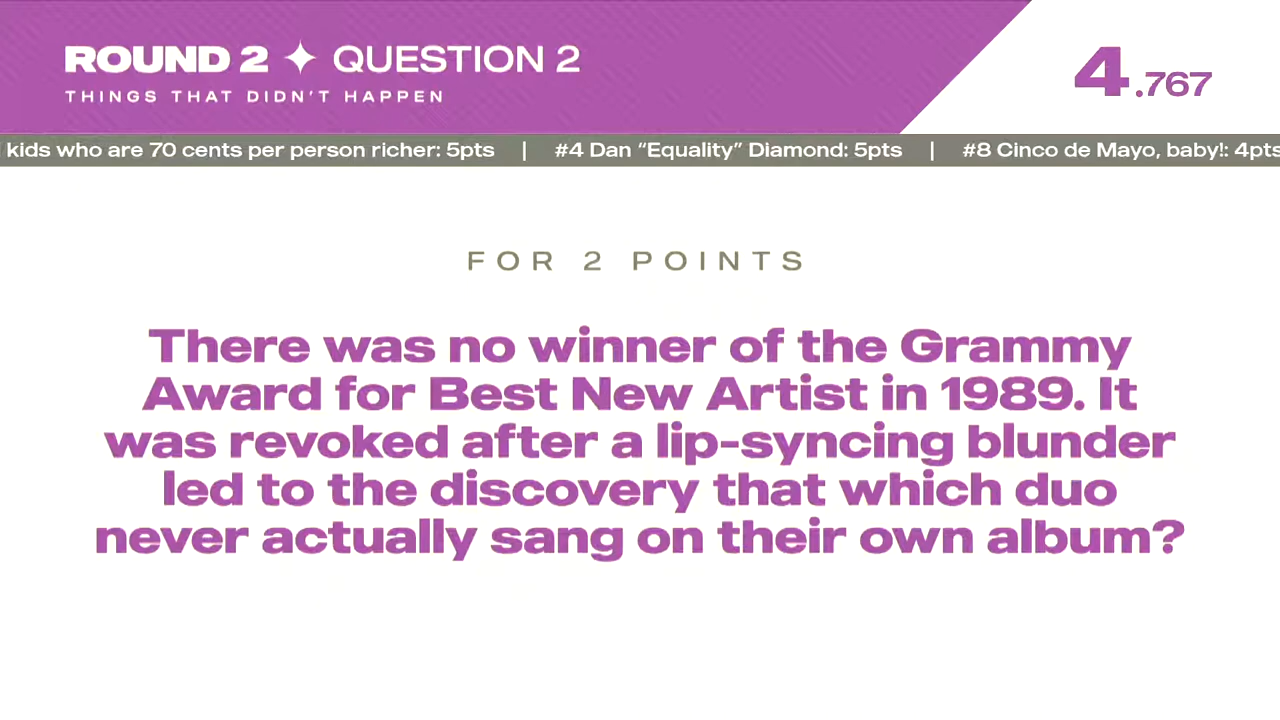 ROUND 2 ✦ QUESTION 2
THINGS THAT DIDN'T HAPPEN
4.767
kids who are 70 cents per person richer: 5pts | #4 Dan “Equality” Diamond: 5pts | #8 Cinco de Mayo, baby!: 4pts
FOR 2 POINTS
There was no winner of the Grammy
Award for Best New Artist in 1989. It
was revoked after a lip-syncing blunder
led to the discovery that which duo
never actually sang on their own album?